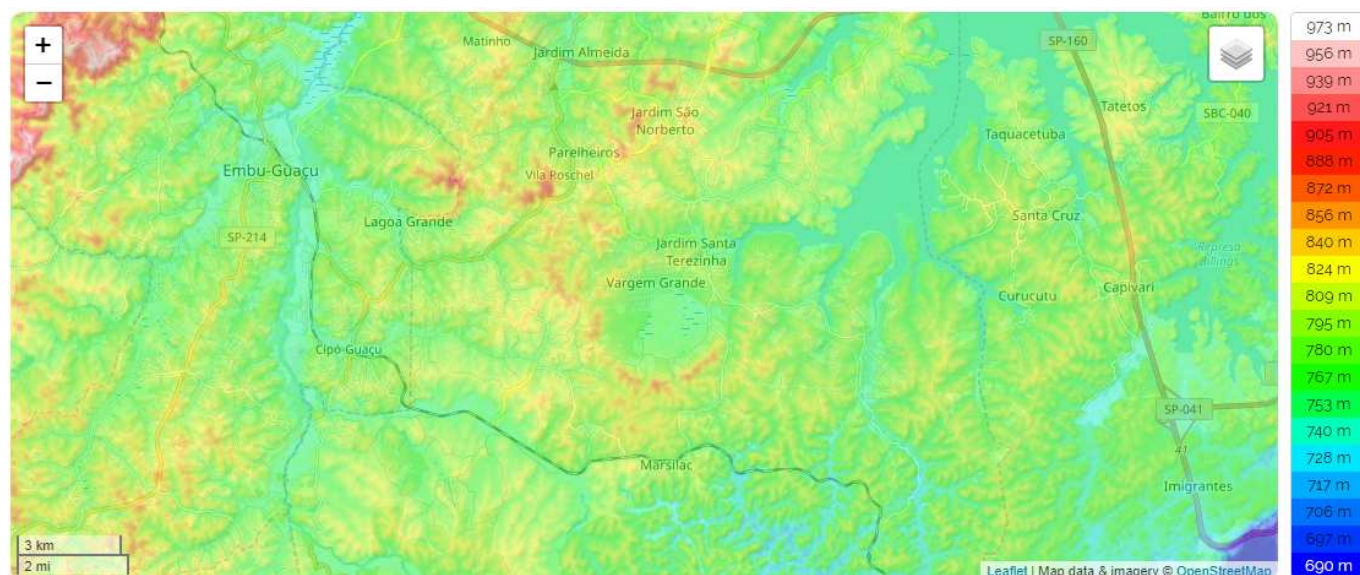 +
−
Matinho
Jardim Almeida
SP-160
Bairro dos
973 m
956 m
939 m
921 m
905 m
888 m
872 m
856 m
840 m
824 m
809 m
795 m
780 m
767 m
753 m
740 m
728 m
717 m
706 m
697 m
690 m
Jardim São
Norberto
Tatetos
SBC-040
Taquacetuba
Parelheiros
Embu-Guaçu
Vila Roschel
Lagoa Grande
Santa Cruz
SP-214
Jardim Santa
Terezinha
Represa
Billings
Vargem Grande
Curucutu
Capivari
Cipó-Guaçu
SP-041
41
Marsilac
Imigrantes
3 km
2 mi
Leaflet | Map data & imagery © OpenStreetMap